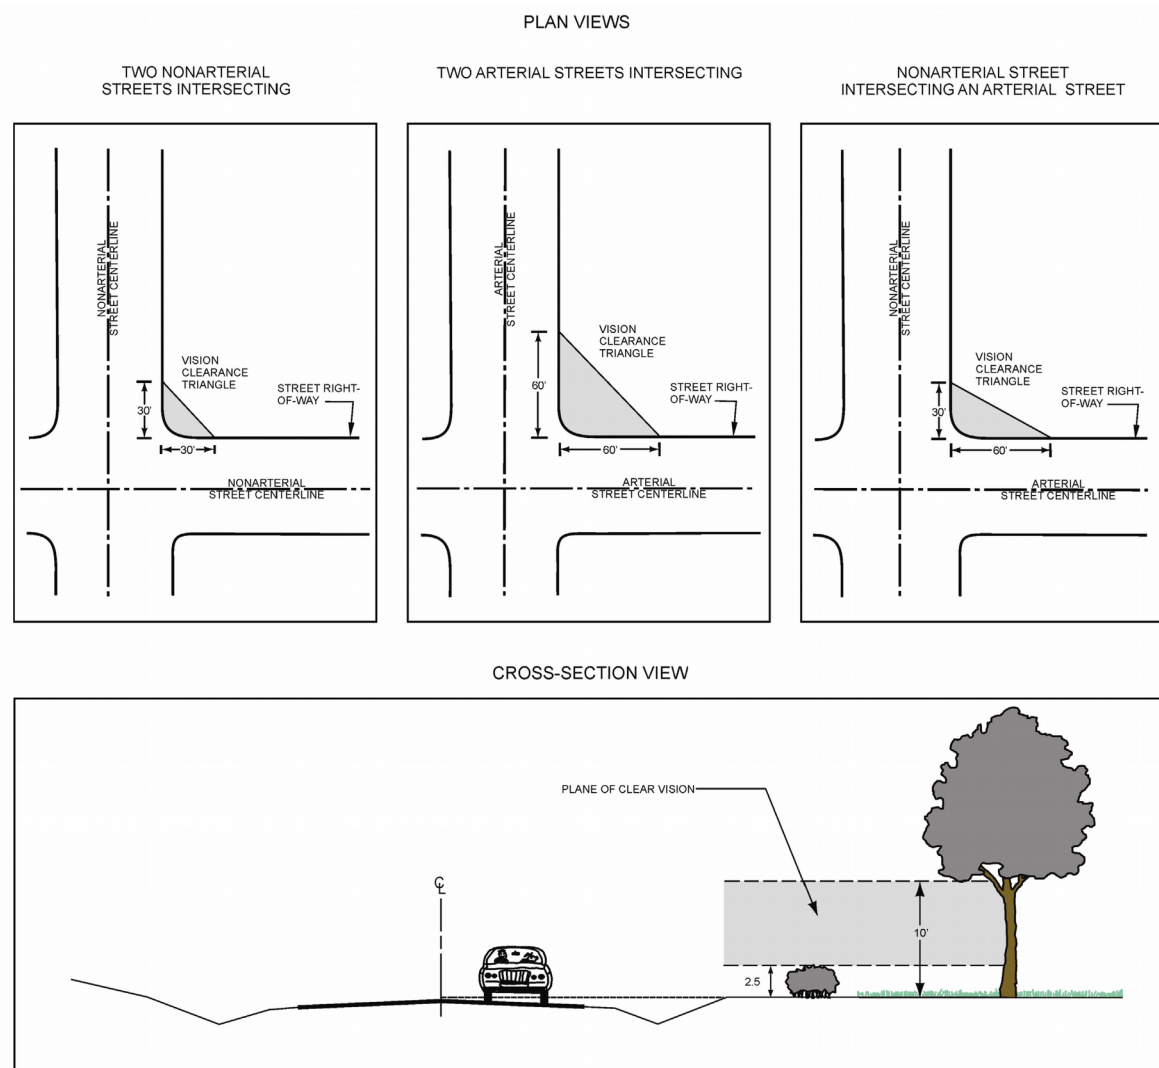 PLAN VIEWS
TWO NONARTERIAL
STREETS INTERSECTING
NONARTERIAL
STREET CENTERLINE
VISION
CLEARANCE
TRIANGLE
STREET RIGHT-
OF-WAY
30'
30'
NONARTERIAL
STREET CENTERLINE
TWO ARTERIAL STREETS INTERSECTING
ARTERIAL
STREET CENTERLINE
VISION
CLEARANCE
TRIANGLE
60'
STREET RIGHT-
OF-WAY
60'
ARTERIAL
STREET CENTERLINE
NONARTERIAL STREET
INTERSECTING AN ARTERIAL STREET
NONARTERIAL
STREET CENTERLINE
VISION
CLEARANCE
TRIANGLE
STREET RIGHT-
OF-WAY
30'
60'
ARTERIAL
STREET CENTERLINE
CROSS-SECTION VIEW
PLANE OF CLEAR VISION
℄
10'
2.5